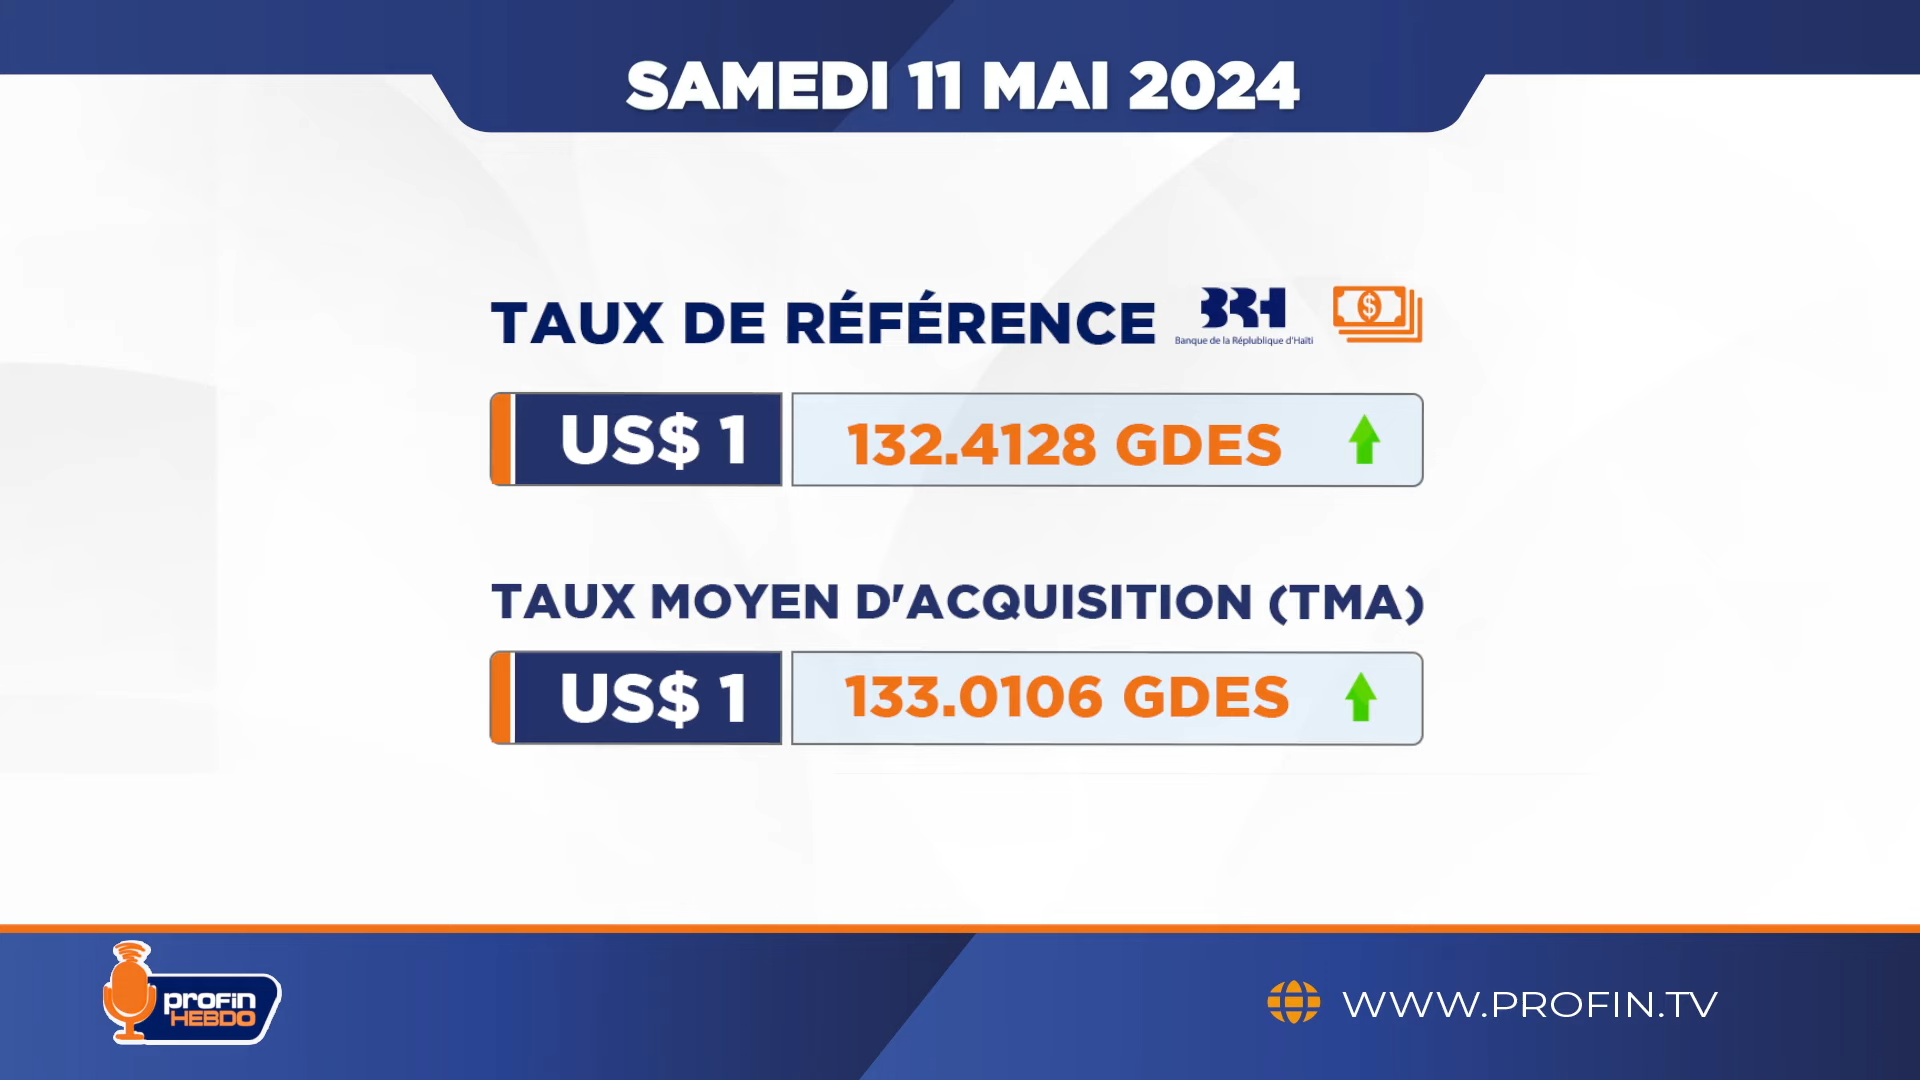 SAMEDI 11 MAI 2024
TAUX DE RÉFÉRENCE
BRH
Banque de la Réplublique d'Haïti
US$ 1
132.4128 GDES
TAUX MOYEN D'ACQUISITION (TMA)
US$ 1
133.0106 GDES
profin
HEBDO
WWW.PROFIN.TV